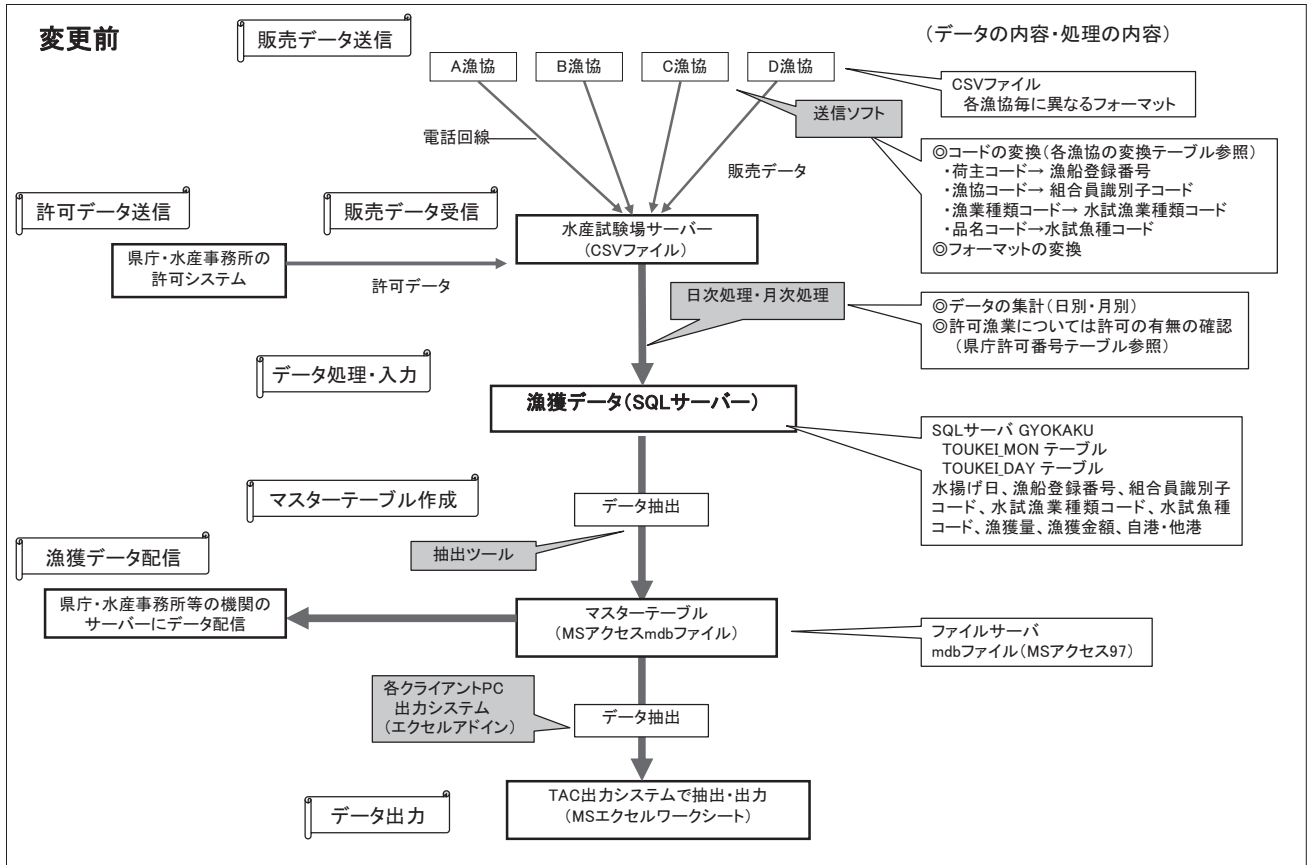 変更前
販売データ送信
(データの内容・処理の内容)
A漁協
B漁協
C漁協
D漁協
CSVファイル
各漁協毎に異なるフォーマット
送信ソフト
電話回線
販売データ
◎コードの変換(各漁協の変換テーブル参照)
・荷主コード→ 漁船登録番号
・漁協コード→ 組合員識別子コード
・漁業種類コード→ 水試漁業種類コード
・品名コード→水試魚種コード
◎フォーマットの変換
許可データ送信
販売データ受信
水産試験場サーバー
(CSVファイル)
県庁・水産事務所の
許可システム
許可データ
日次処理・月次処理
◎データの集計(日別・月別)
◎許可漁業については許可の有無の確認
(県庁許可番号テーブル参照)
データ処理・入力
漁獲データ(SQLサーバー)
SQLサーバ GYOKAKU
TOUKEI_MON テーブル
TOUKEI_DAY テーブル
水揚げ日、漁船登録番号、組合員識別子
コード、水試漁業種類コード、水試魚種
コード、漁獲量、漁獲金額、自港・他港
マスターテーブル作成
データ抽出
抽出ツール
漁獲データ配信
県庁・水産事務所等の機関の
サーバーにデータ配信
マスターテーブル
(MSアクセスmdbファイル)
ファイルサーバ
mdbファイル(MSアクセス97)
各クライアントPC
出力システム
(エクセルアドイン)
データ抽出
データ出力
TAC出力システムで抽出・出力
(MSエクセルワークシート)